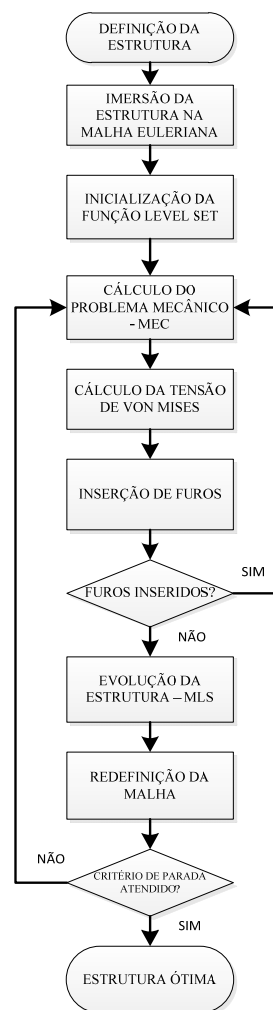 DEFINIÇÃO DA
ESTRUTURA
IMERSÃO DA
ESTRUTURA NA
MALHA EULERIANA
INICIALIZAÇÃO DA
FUNÇÃO LEVEL SET
CÁLCULO DO
PROBLEMA MECÂNICO
- MEC
CÁLCULO DA TENSÃO
DE VON MISES
INSERÇÃO DE FUROS
FUROS INSERIDOS?
SIM
NÃO
EVOLUÇÃO DA
ESTRUTURA – MLS
REDEFINIÇÃO DA
MALHA
CRITÉRIO DE PARADA
ATENDIDO?
NÃO
SIM
ESTRUTURA ÓTIMA